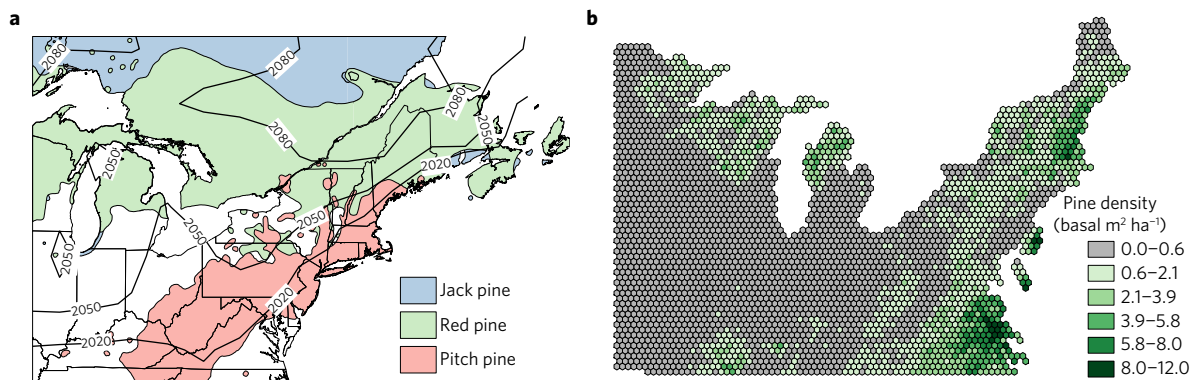 a
2080
2080
2080
2080
2050
2050
2020
2050
2050
2050
2050
2020
2020
Jack pine
Red pine
Pitch pine
b
Pine density
(basal m² ha⁻¹)
0.0–0.6
0.6–2.1
2.1–3.9
3.9–5.8
5.8–8.0
8.0–12.0